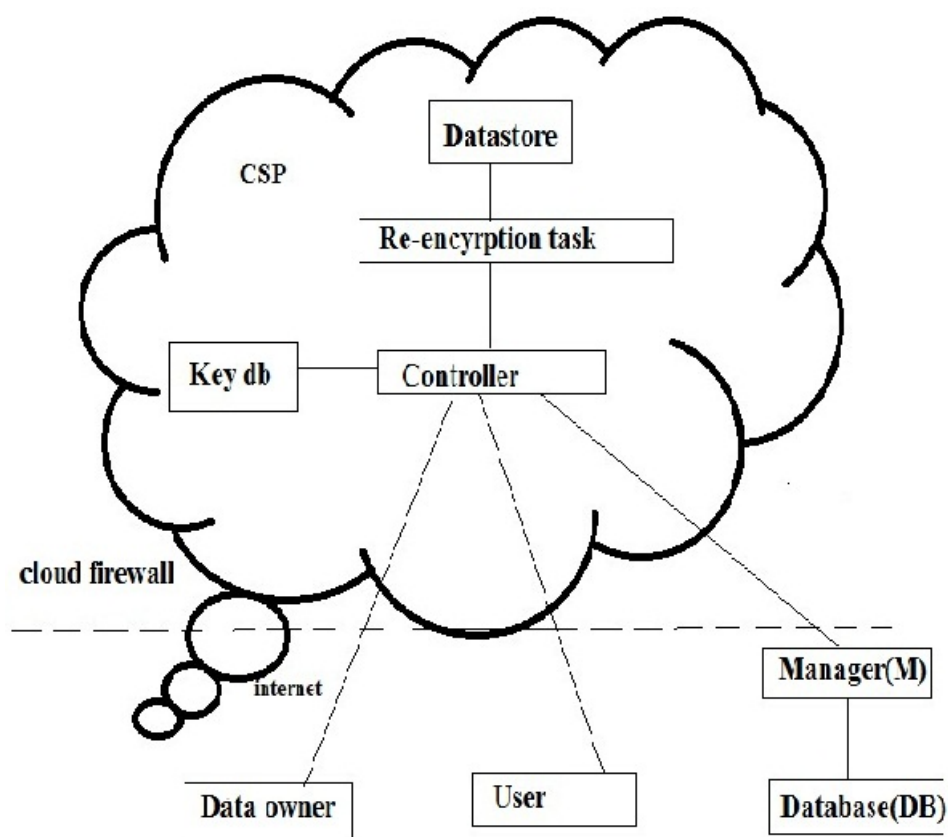 Datastore
CSP
Re-encyrption task
Key db
Controller
cloud firewall
internet
Manager(M)
Data owner
User
Database(DB)